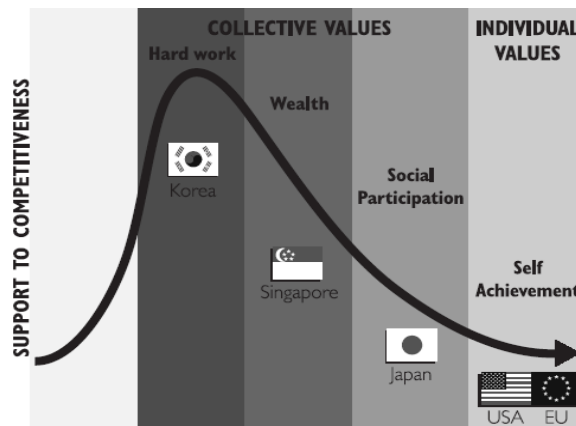 COLLECTIVE VALUES
INDIVIDUAL
VALUES
Hard work
Wealth
Social
Participation
Self
Achievement
SUPPORT TO COMPETITIVENESS
Korea
Singapore
Japan
USA
EU